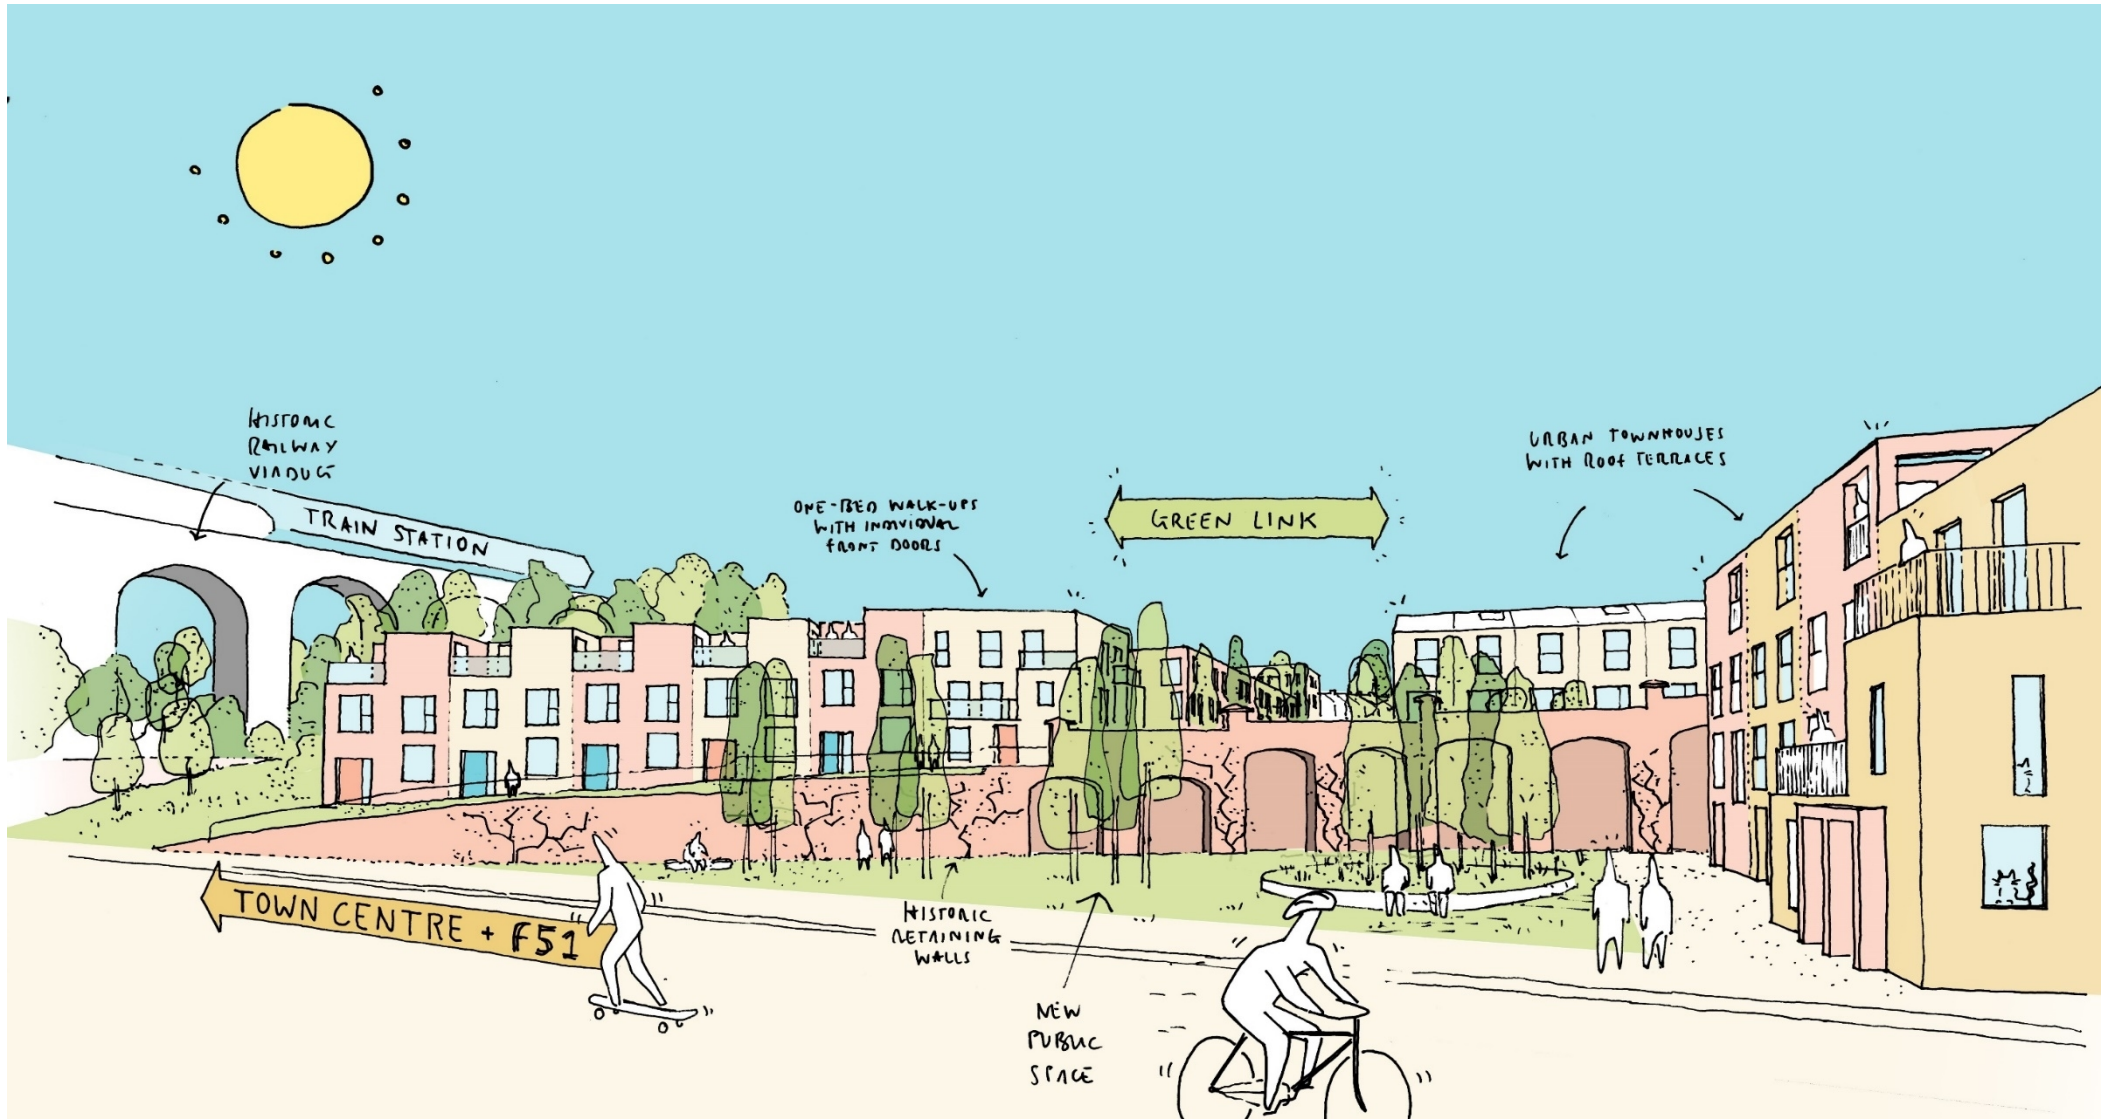 HISTORIC
RAILWAY
VIADUCT
TRAIN STATION
ONE-BED WALK-UPS
WITH INDIVIDUAL
FRONT DOORS
GREEN LINK
URBAN TOWNHOUSES
WITH ROOF TERRACES
TOWN CENTRE + F51
HISTORIC
RETAINING
WALLS
NEW
PUBLIC
SPACE